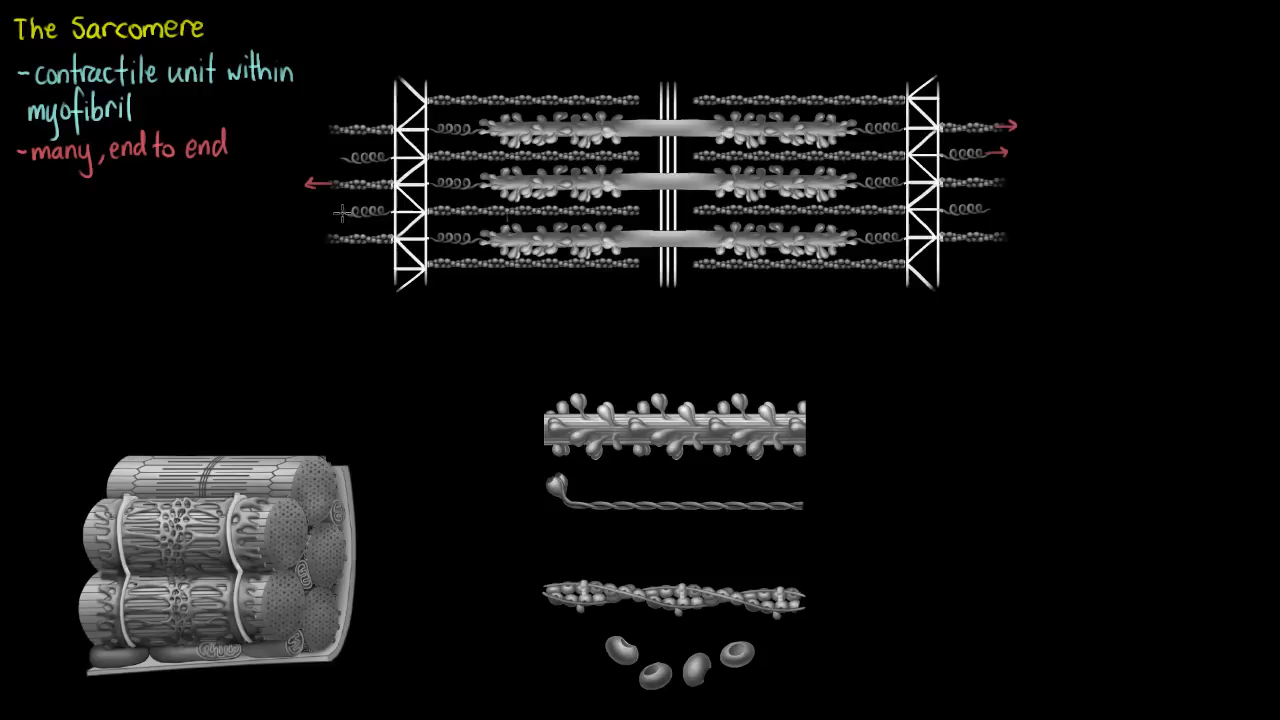 The Sarcomere
-contractile unit within
myofibril
-many, end to end